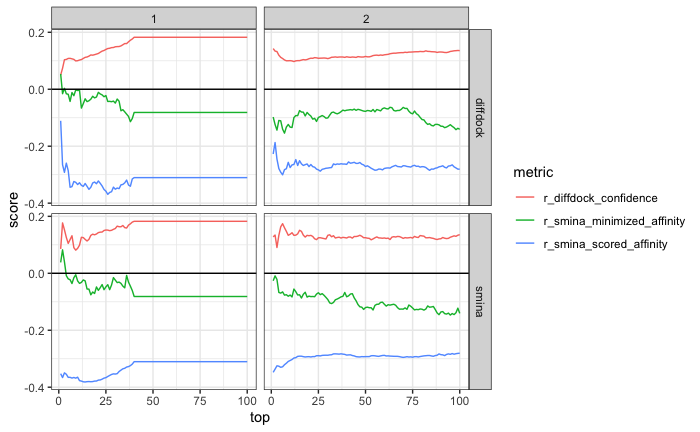 1 2
0.2
0.0
-0.2
-0.4
diffdock
0.2
0.0
-0.2
-0.4
smina
0 25 50 75 100 0 25 50 75 100
top
score
metric
r_diffdock_confidence
r_smina_minimized_affinity
r_smina_scored_affinity